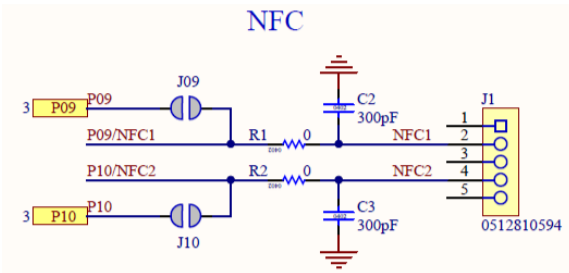 NFC
J09
3 P09 P09
C2
300pF
J1
P09/NFC1 R1 0 NFC1
1
2
3
4
5
P10/NFC2 R2 0 NFC2
3 P10 P10
J10
C3
300pF
0512810594